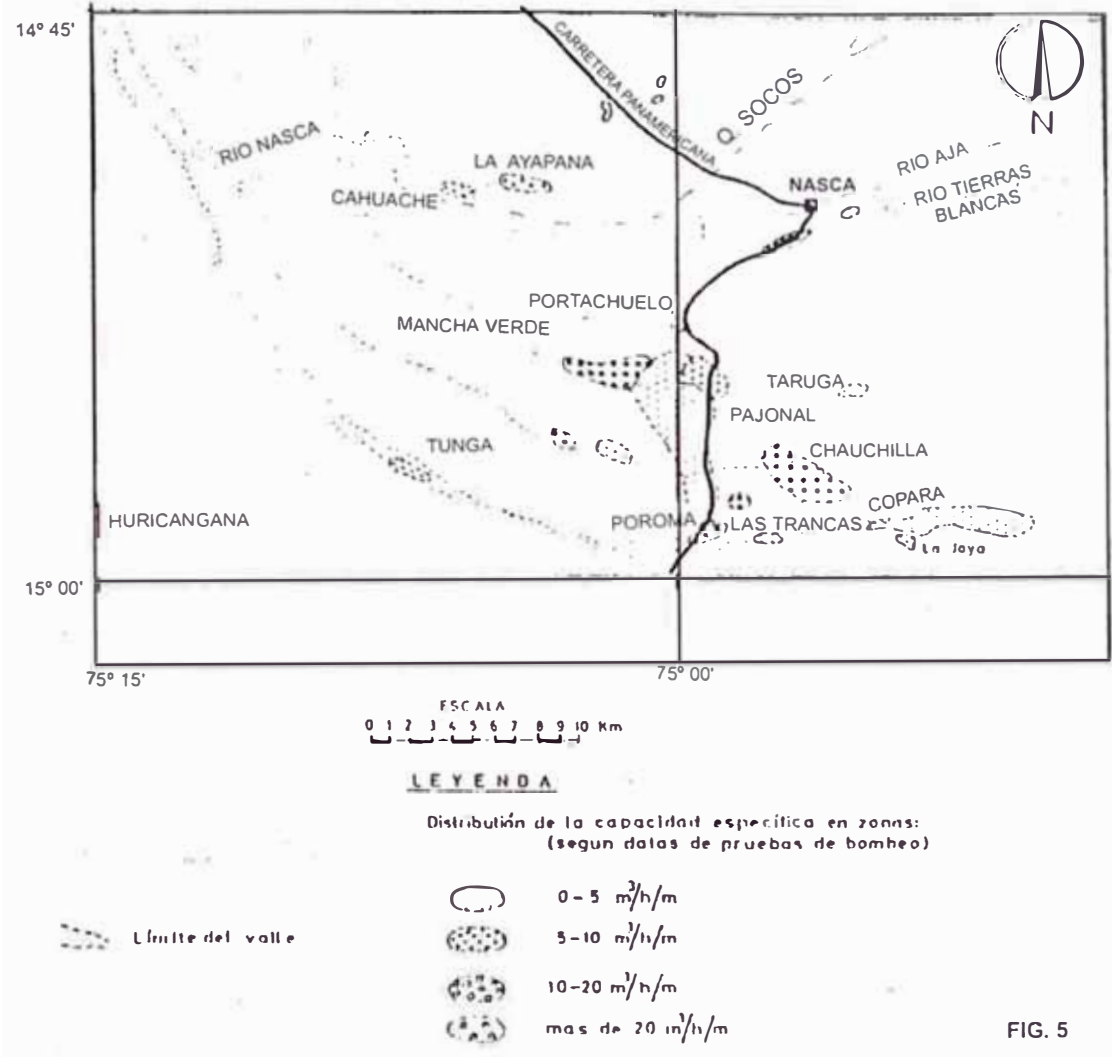 14° 45'
CARRETERA PANAMERICANA
SOCOS
N
RIO NASCA
LA AYAPANA
CAHUACHE
NASCA
RIO AJA
RIO TIERRAS
BLANCAS
PORTACHUELO
MANCHA VERDE
TARUGA
PAJONAL
TUNGA
CHAUCHILLA
COPARA
HURICANGANA
POROMA
LAS TRANCAS
La Joya
15° 00'
75° 15'
75° 00'
ESCALA
0 1 2 3 4 5 6 7 8 9 10 Km
LEYENDA
Distribución de la capacidad específica en zonas:
(segun datas de pruebas de bombeo)
0-5 m³/h/m
Límite del valle
5-10 m³/h/m
10-20 m³/h/m
mas de 20 m³/h/m
FIG. 5